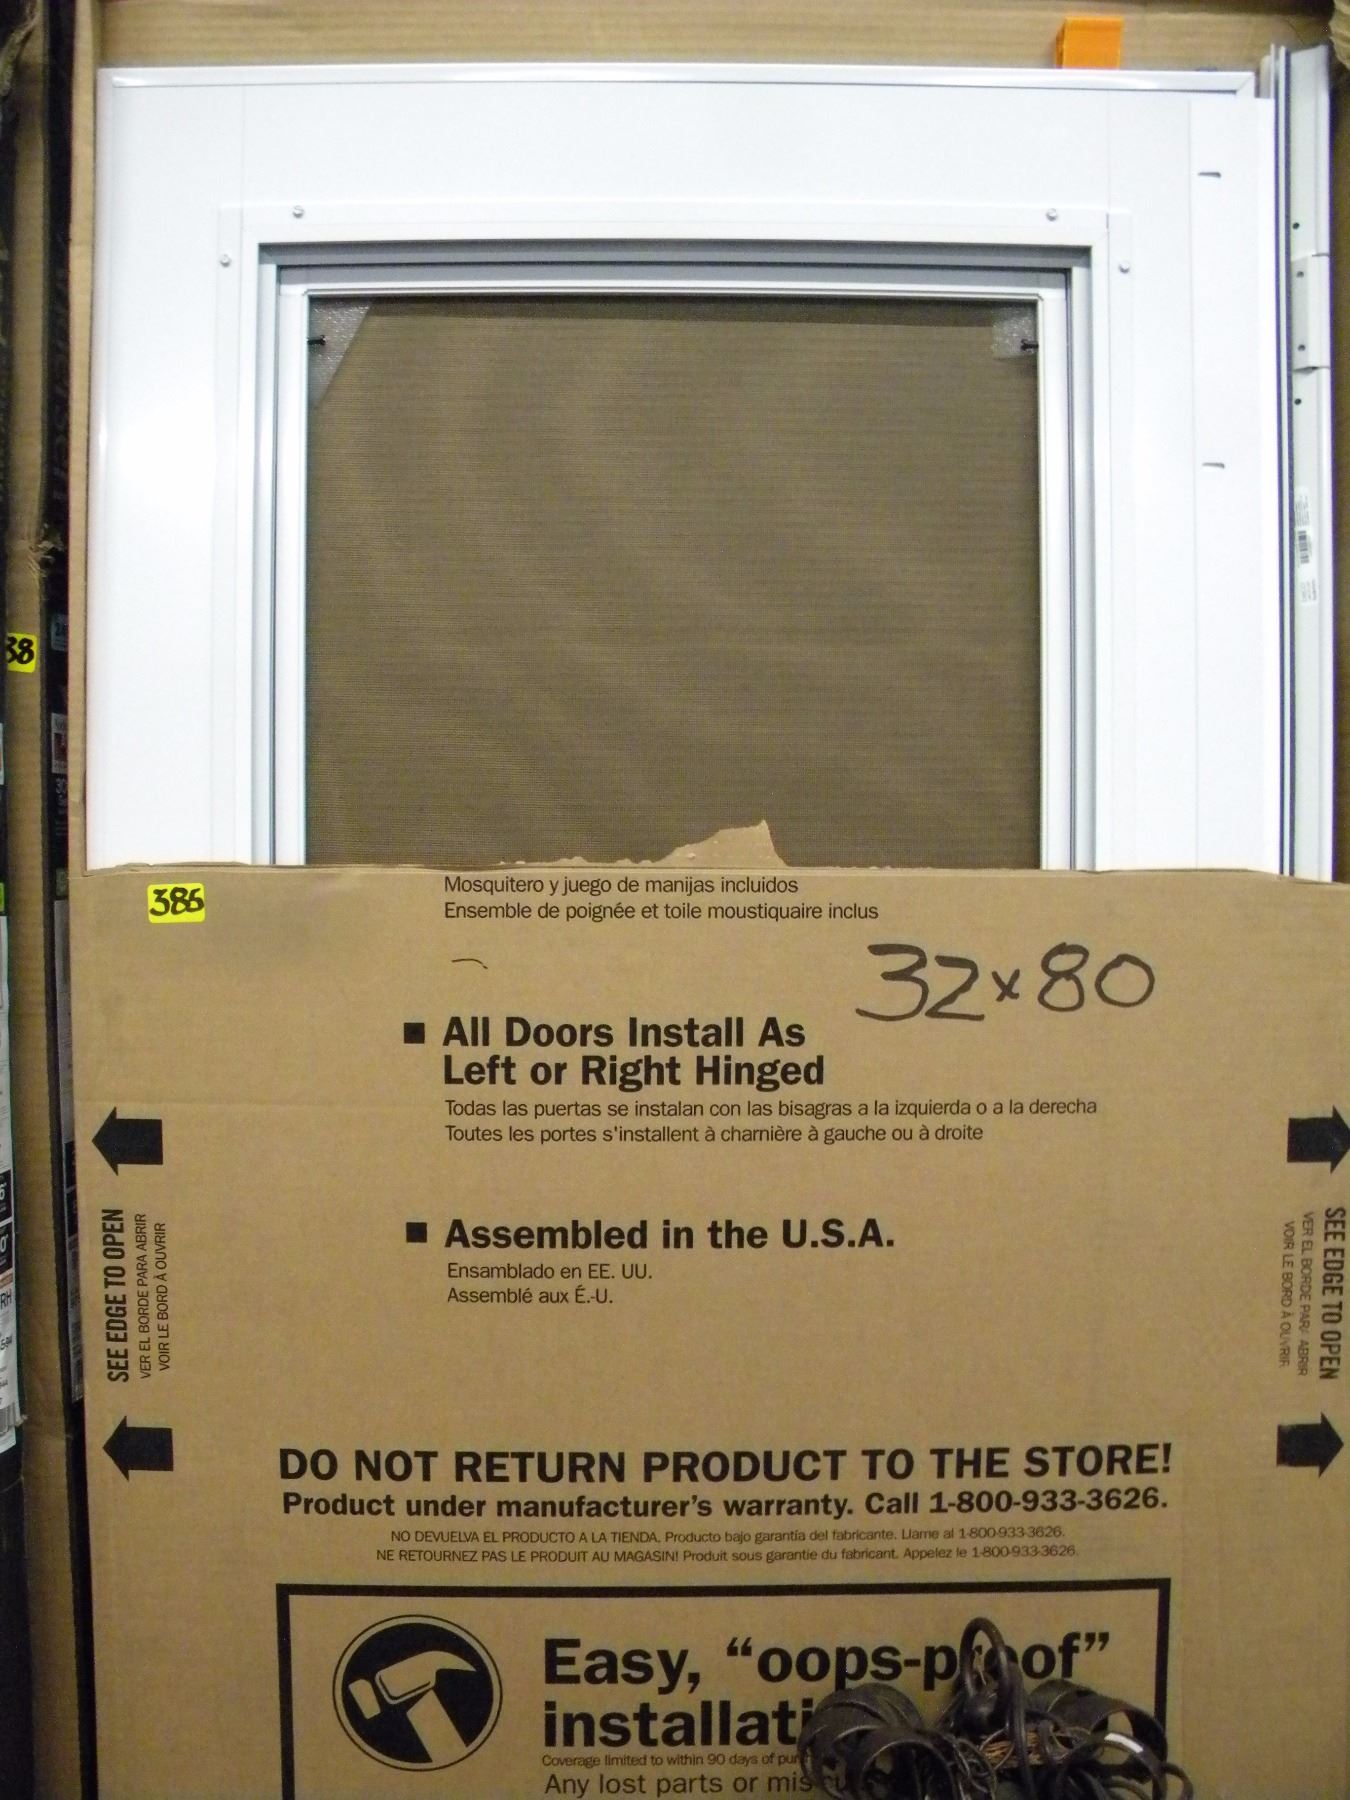 38
Mosquitero y juego de manijas incluidos
Ensemble de poignée et toile moustiquaire inclus
385
32 x 80
■ All Doors Install As
Left or Right Hinged
Todas las puertas se instalan con las bisagras a la izquierda o a la derecha
Toutes les portes s'installent à charnière à gauche ou à droite
■ Assembled in the U.S.A.
Ensamblado en EE. UU.
Assemblé aux É.-U.
SEE EDGE TO OPEN
VER EL BORDE PARA ABRIR
VOIR LE BORD À OUVRIR
SEE EDGE TO OPEN
VER EL BORDE PARA ABRIR
VOIR LE BORD À OUVRIR
RH
DO NOT RETURN PRODUCT TO THE STORE!
Product under manufacturer's warranty. Call 1-800-933-3626.
NO DEVUELVA EL PRODUCTO A LA TIENDA. Producto bajo garantía del fabricante. Llame al 1-800-933-3626.
NE RETOURNEZ PAS LE PRODUIT AU MAGASIN! Produit sous garantie du fabricant. Appelez le 1-800-933-3626.
Easy, “oops-proof”
installati
Coverage limited to within 90 days of pur
Any lost parts or mis